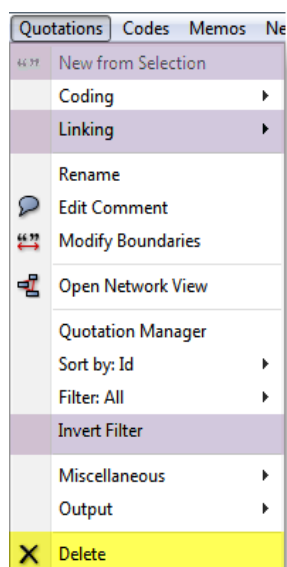 Quotations Codes Memos Ne
New from Selection
Coding
Linking
Rename
Edit Comment
Modify Boundaries
Open Network View
Quotation Manager
Sort by: Id
Filter: All
Invert Filter
Miscellaneous
Output
Delete